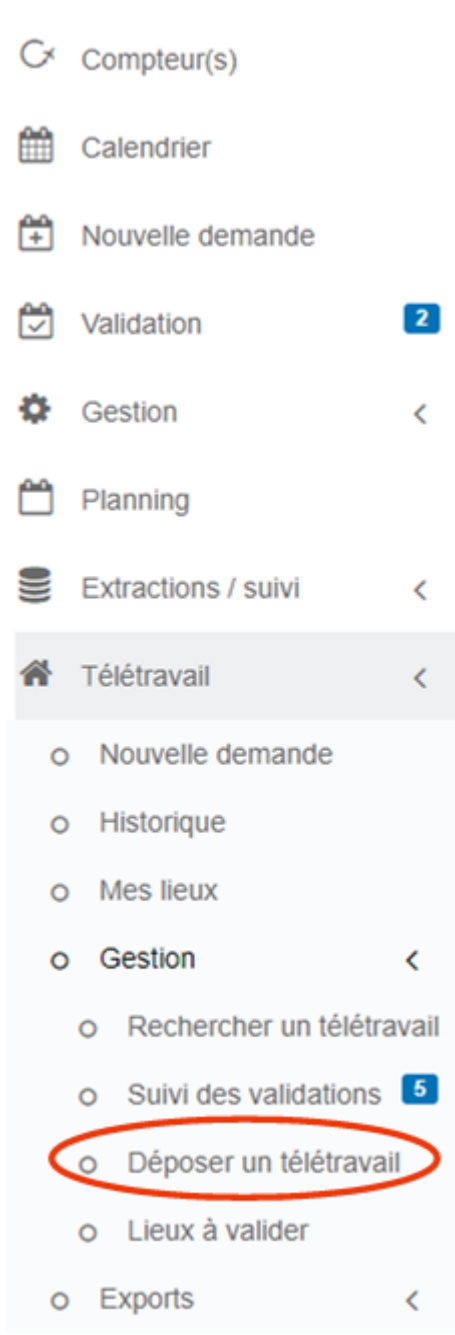 Compteur(s)
Calendrier
Nouvelle demande
Validation 2
Gestion
Planning
Extractions / suivi
Télétravail
Nouvelle demande
Historique
Mes lieux
Gestion
Rechercher un télétravail
Suivi des validations 5
Déposer un télétravail
Lieux à valider
Exports